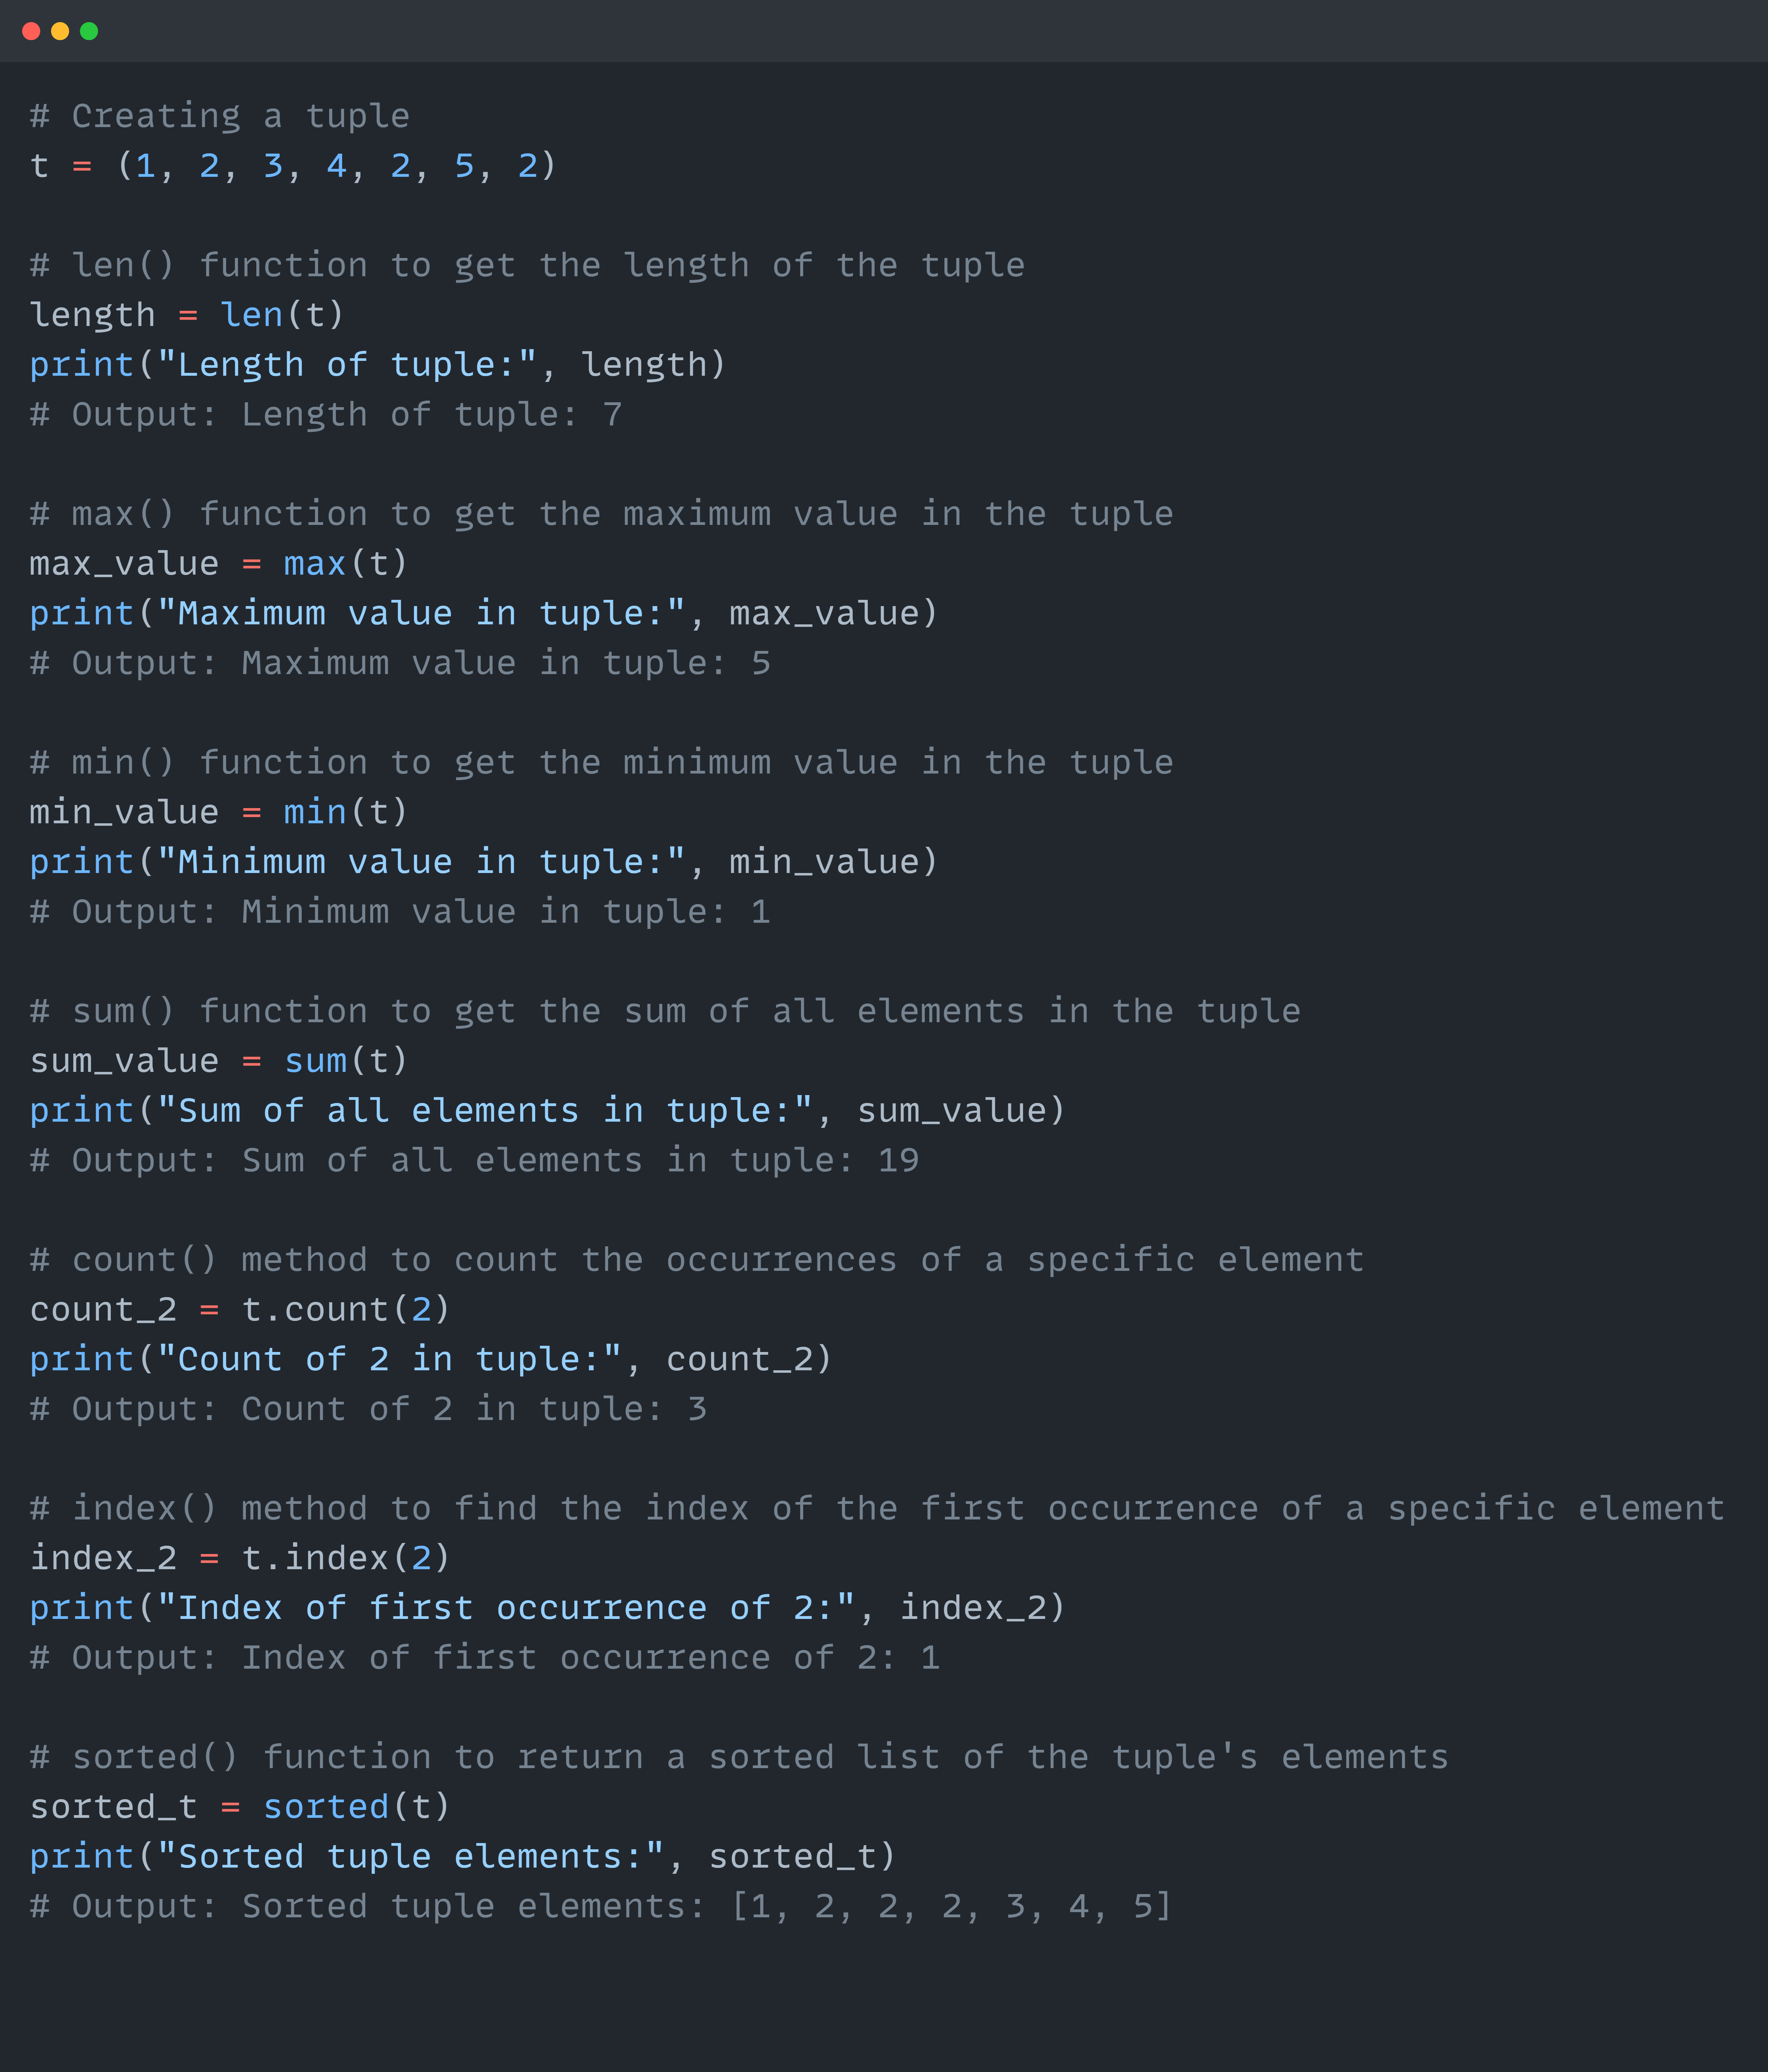 # Creating a tuple
t = (1, 2, 3, 4, 2, 5, 2)
# len() function to get the length of the tuple
length = len(t)
print("Length of tuple:", length)
# Output: Length of tuple: 7
# max() function to get the maximum value in the tuple
max_value = max(t)
print("Maximum value in tuple:", max_value)
# Output: Maximum value in tuple: 5
# min() function to get the minimum value in the tuple
min_value = min(t)
print("Minimum value in tuple:", min_value)
# Output: Minimum value in tuple: 1
# sum() function to get the sum of all elements in the tuple
sum_value = sum(t)
print("Sum of all elements in tuple:", sum_value)
# Output: Sum of all elements in tuple: 19
# count() method to count the occurrences of a specific element
count_2 = t.count(2)
print("Count of 2 in tuple:", count_2)
# Output: Count of 2 in tuple: 3
# index() method to find the index of the first occurrence of a specific element
index_2 = t.index(2)
print("Index of first occurrence of 2:", index_2)
# Output: Index of first occurrence of 2: 1
# sorted() function to return a sorted list of the tuple's elements
sorted_t = sorted(t)
print("Sorted tuple elements:", sorted_t)
# Output: Sorted tuple elements: [1, 2, 2, 2, 3, 4, 5]